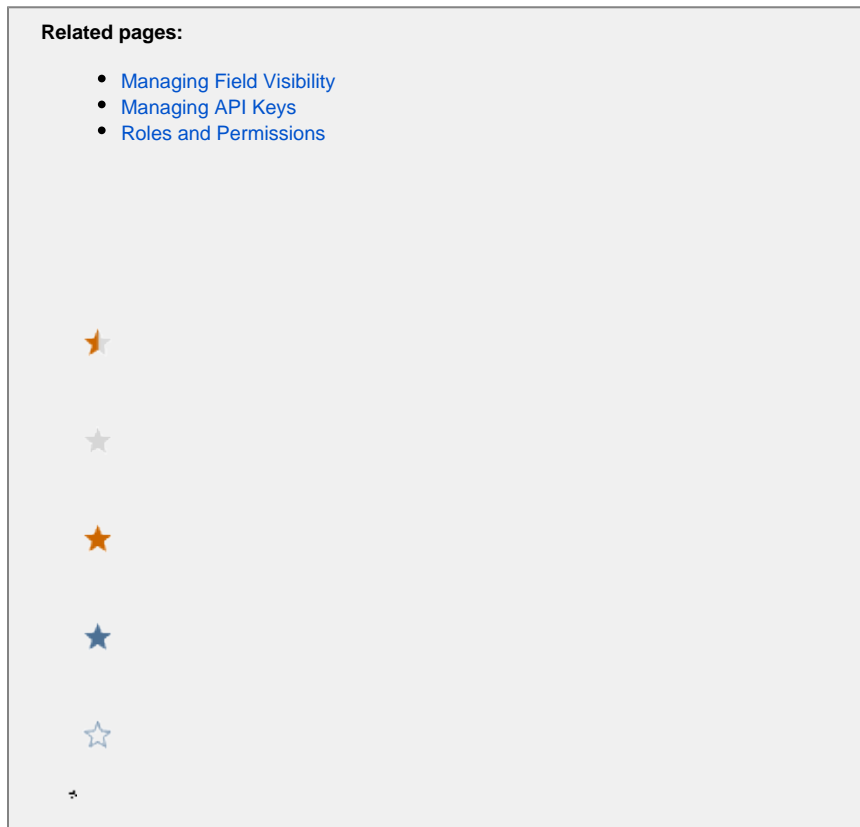 Related pages:
Managing Field Visibility
Managing API Keys
Roles and Permissions